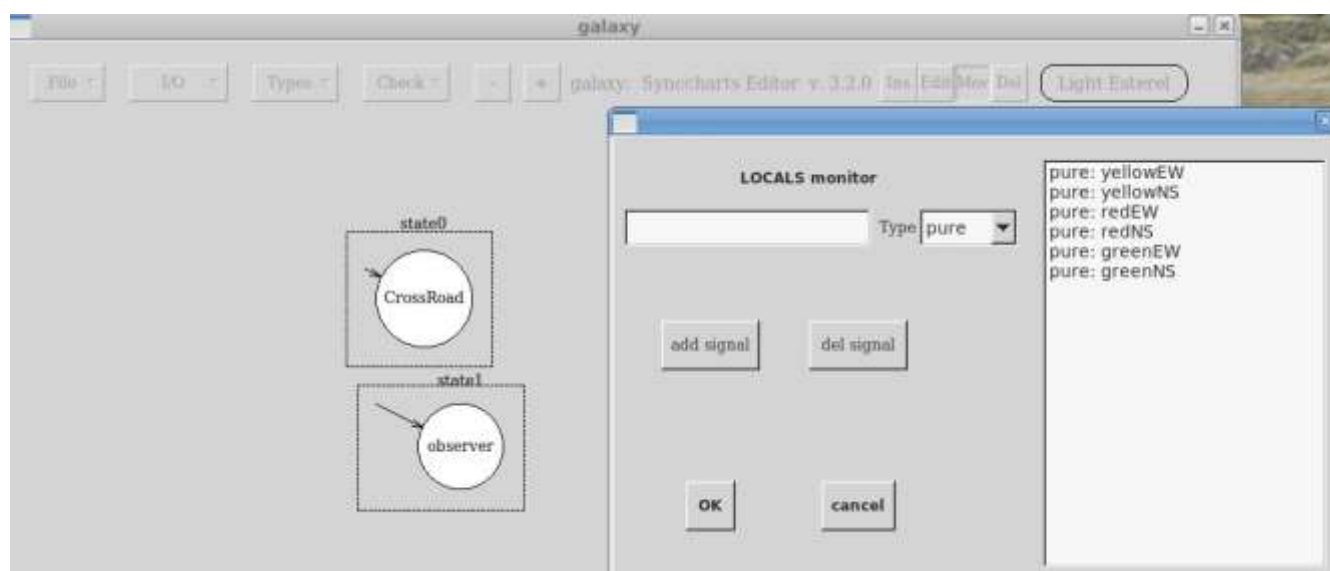 galaxy
File I/O Types Check - + galaxy: Synccharts Editor v. 3.2.0 Ins Edit Mov Del Light Esterel
LOCALS monitor
Type pure
add signal del signal
OK cancel
pure: yellowEW
pure: yellowNS
pure: redEW
pure: redNS
pure: greenEW
pure: greenNS
state0
CrossRoad
state1
observer